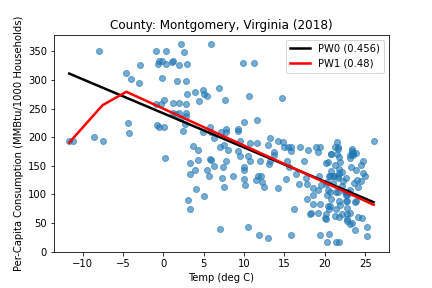 County: Montgomery, Virginia (2018)
PW0 (0.456)
PW1 (0.48)
Per-Capita Consumption (MMBtu/1000 Households)
350
300
250
200
150
100
50
0
−10 −5 0 5 10 15 20 25
Temp (deg C)